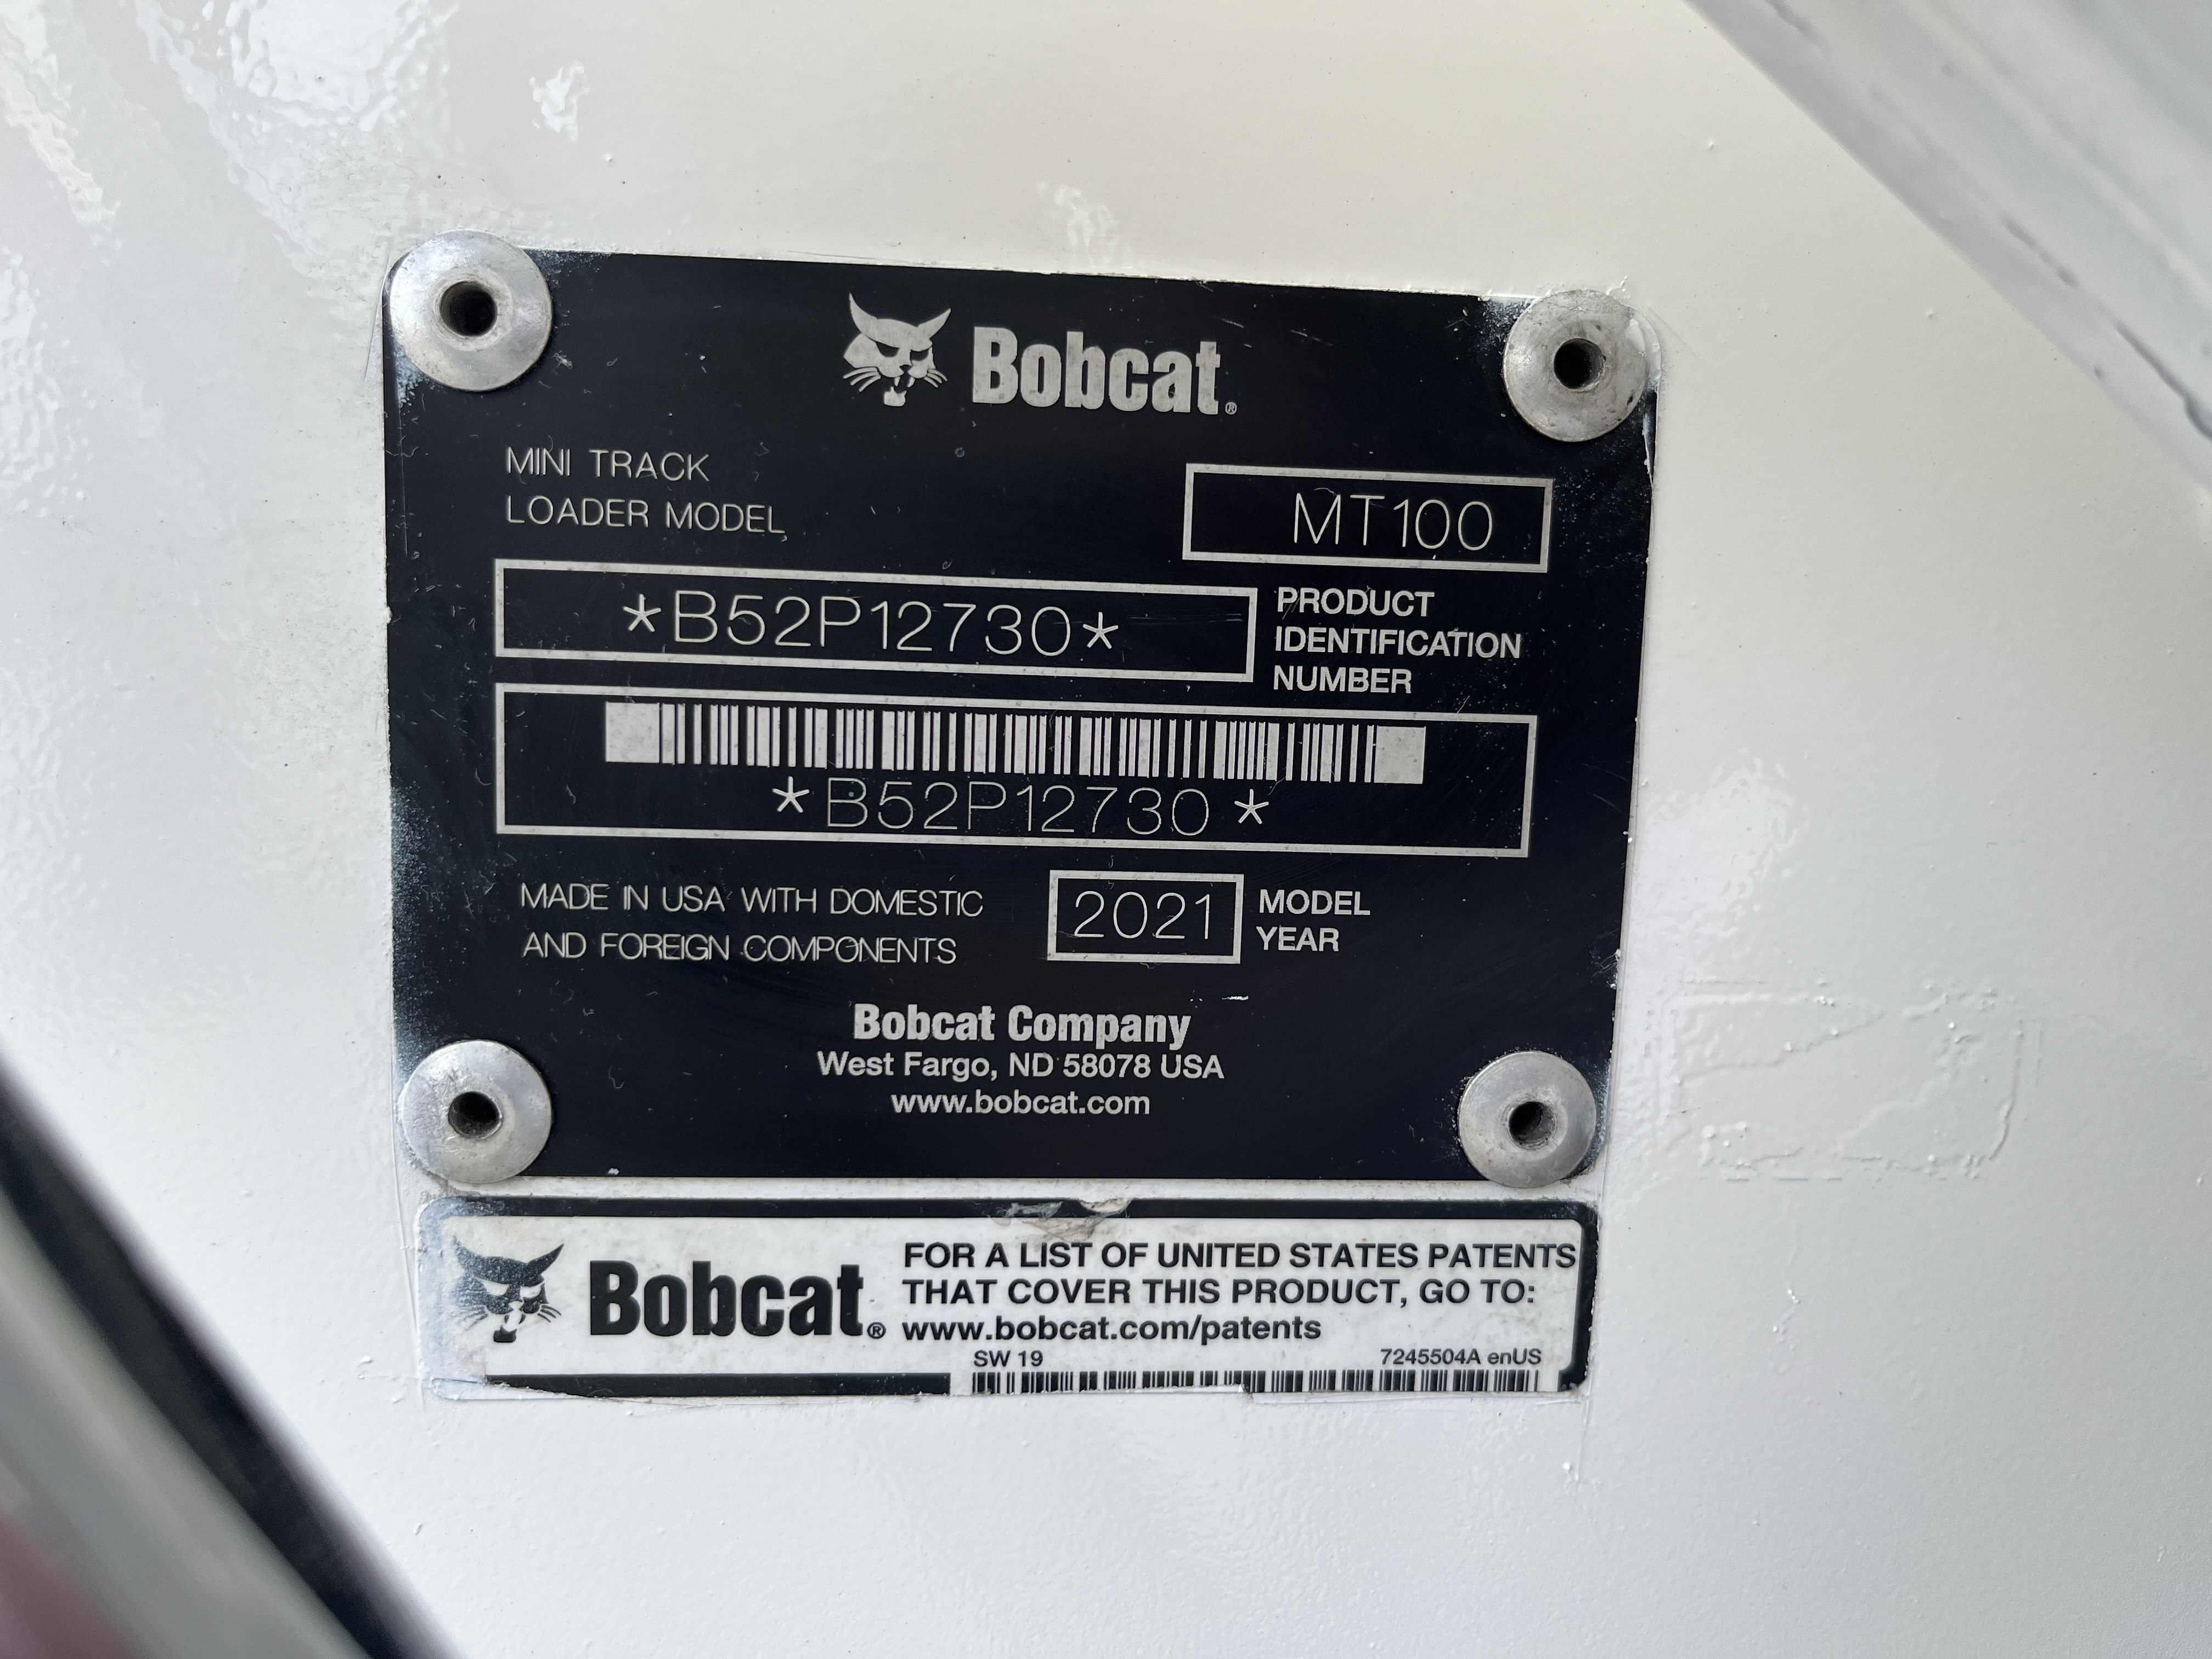 Bobcat®
MINI TRACK
LOADER MODEL
MT100
*B52P12730*
PRODUCT
IDENTIFICATION
NUMBER
*B52P12730*
MADE IN USA WITH DOMESTIC
AND FOREIGN COMPONENTS
2021
MODEL
YEAR
Bobcat Company
West Fargo, ND 58078 USA
www.bobcat.com
Bobcat®
FOR A LIST OF UNITED STATES PATENTS
THAT COVER THIS PRODUCT, GO TO:
www.bobcat.com/patents
SW 19
7245504A enUS